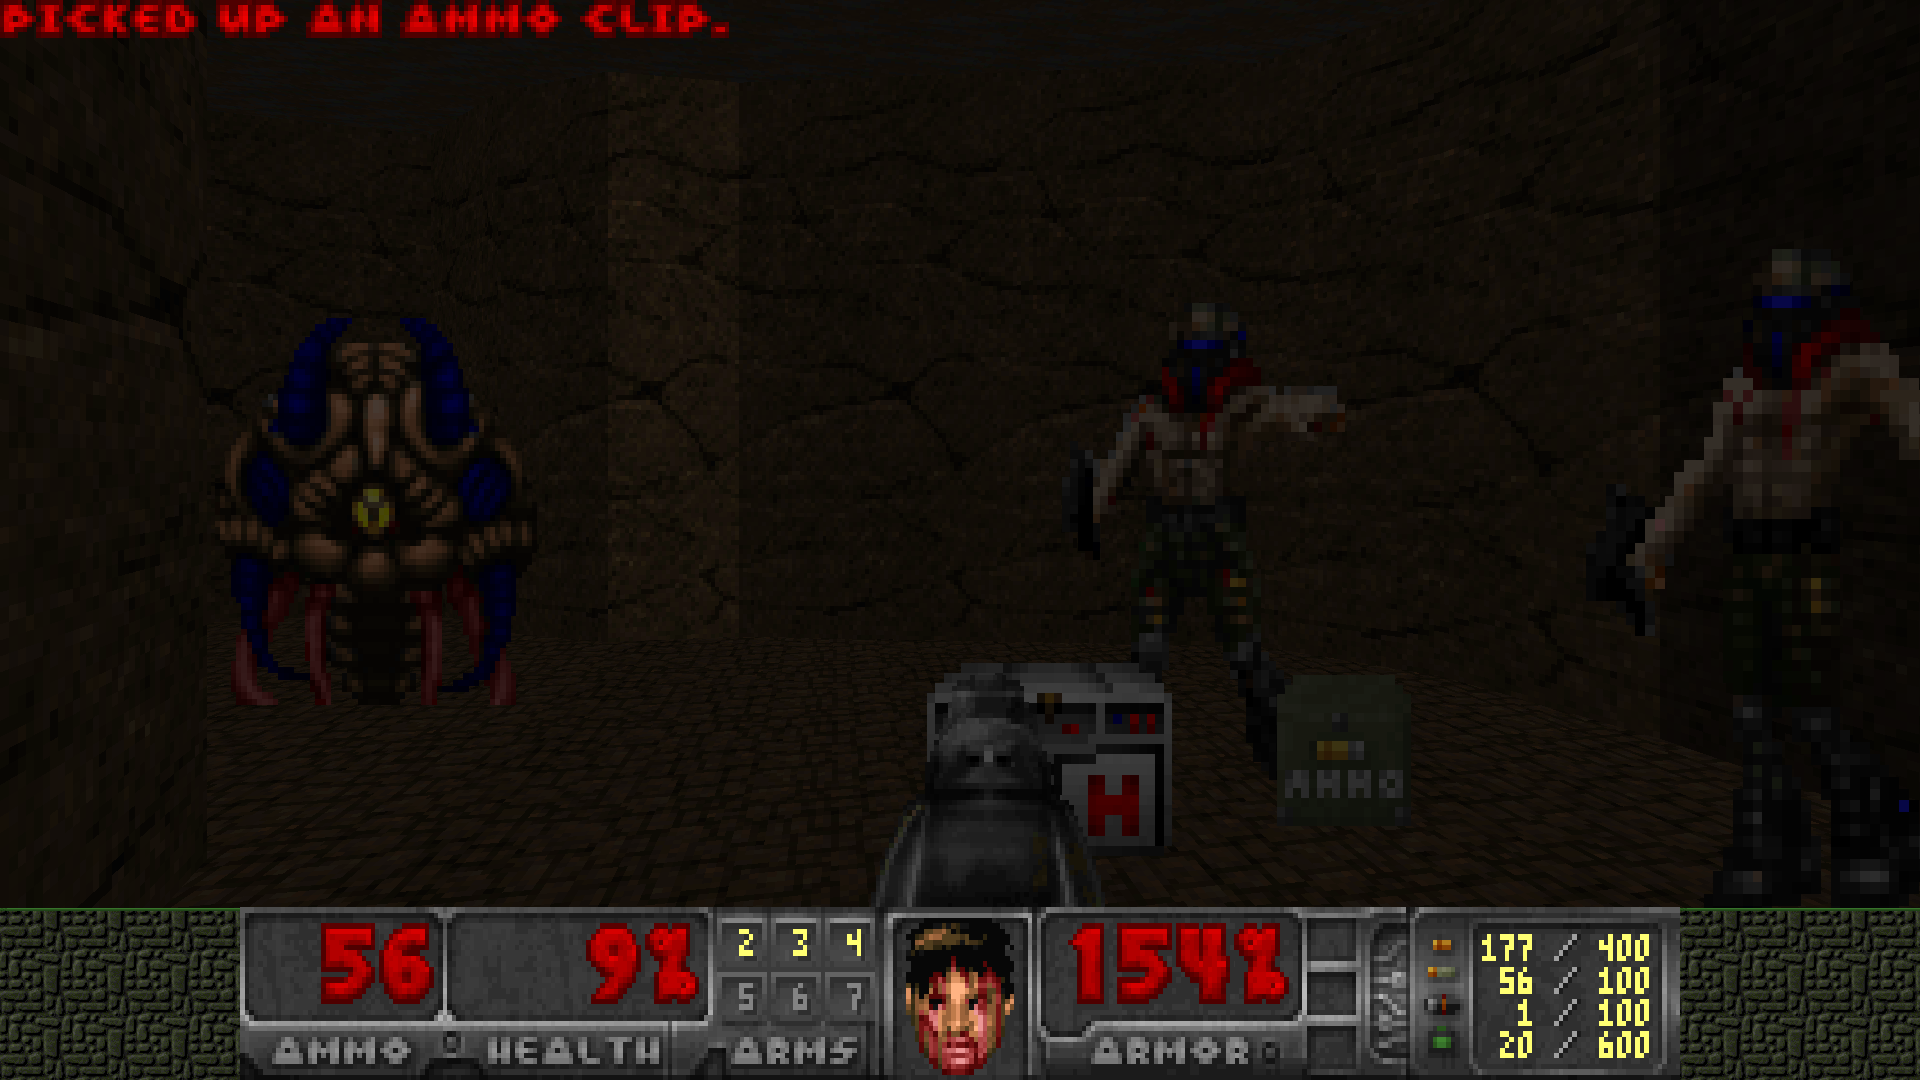 PICKED UP AN AMMO CLIP.
H
AMMO
56 9% 2 3 4 154% 177 / 400
56 / 100
5 6 7 1 / 100
20 / 600
AMMO HEALTH ARMS ARMOR